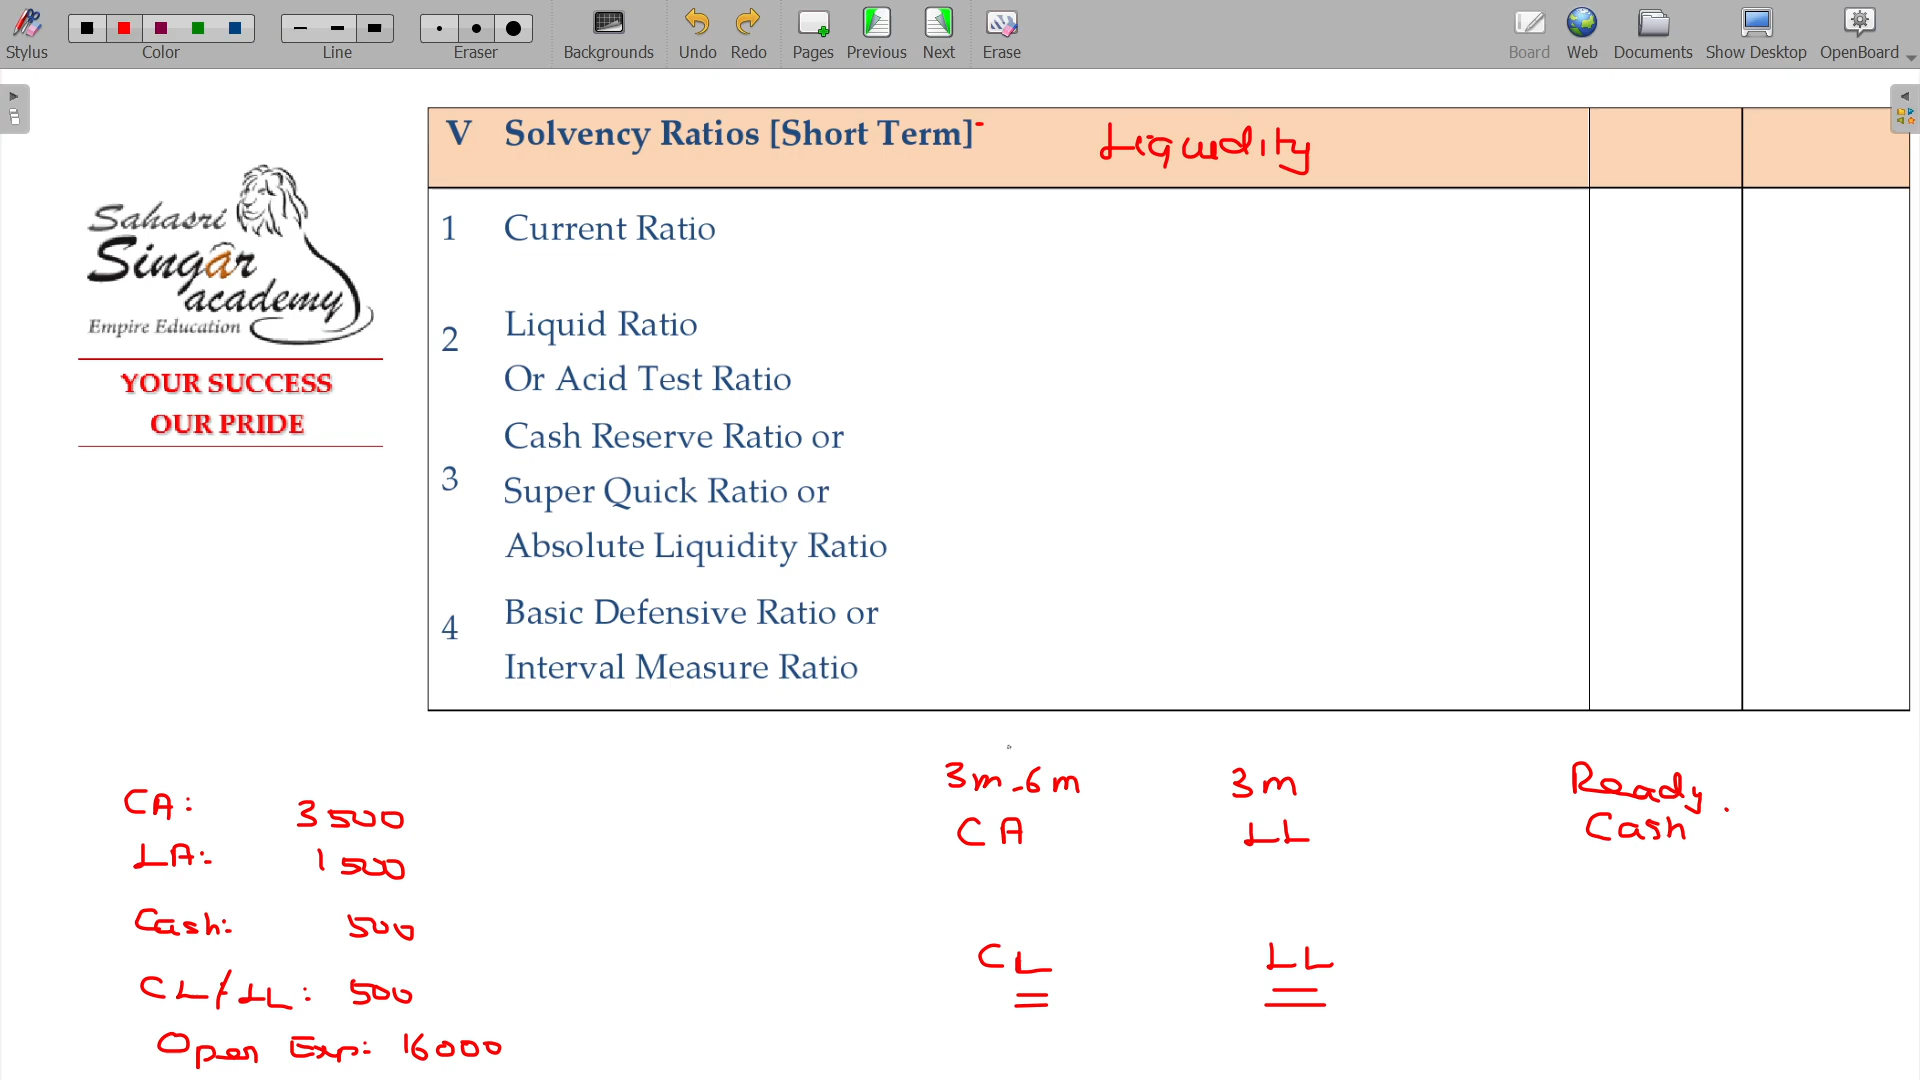 Stylus
Color
Line
Eraser
Backgrounds
Undo
Redo
Pages
Previous
Next
Erase
Board
Web
Documents
Show Desktop
OpenBoard
Sahasri
Singar
academy
Empire Education
YOUR SUCCESS
OUR PRIDE
V Solvency Ratios [Short Term] Liquidity
1 Current Ratio
2 Liquid Ratio
Or Acid Test Ratio
3 Cash Reserve Ratio or
Super Quick Ratio or
Absolute Liquidity Ratio
4 Basic Defensive Ratio or
Interval Measure Ratio
3m-6m 3m Ready
CA LL Cash
CL LL
CA: 3500
LA: 1500
Cash: 500
CL/LL: 500
Open Exp: 16000